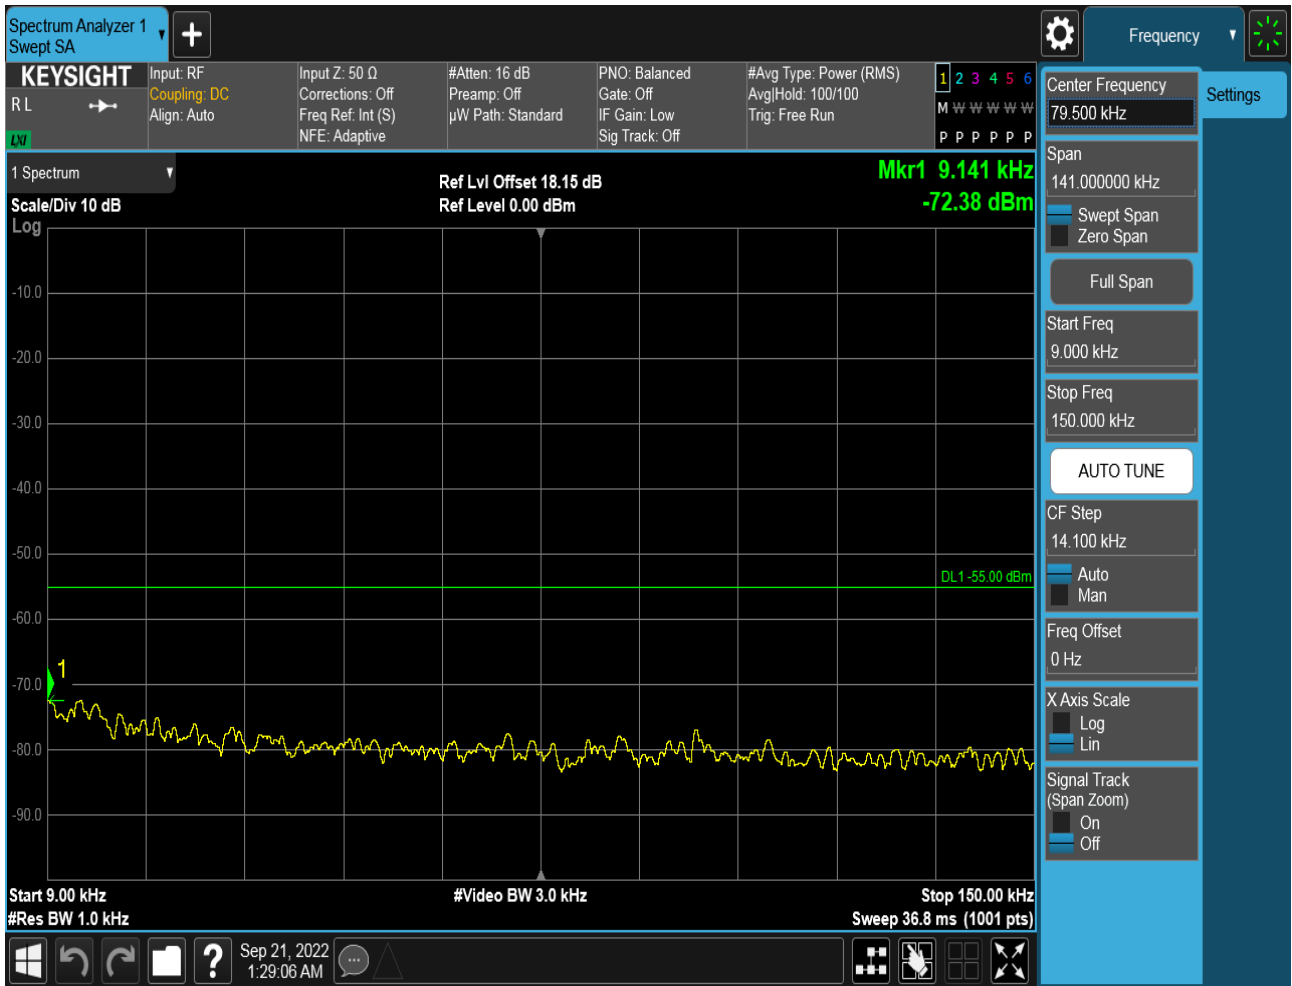 Spectrum Analyzer 1
Swept SA
Frequency
KEYSIGHT
R L
LXI
Input: RF
Coupling: DC
Align: Auto
Input Z: 50 Ω
Corrections: Off
Freq Ref: Int (S)
NFE: Adaptive
#Atten: 16 dB
Preamp: Off
µW Path: Standard
PNO: Balanced
Gate: Off
IF Gain: Low
Sig Track: Off
#Avg Type: Power (RMS)
Avg|Hold: 100/100
Trig: Free Run
1 2 3 4 5 6
M W W W W W
P P P P P P
1 Spectrum
Scale/Div 10 dB
Log
Ref Lvl Offset 18.15 dB
Ref Level 0.00 dBm
Mkr1 9.141 kHz
-72.38 dBm
-10.0
-20.0
-30.0
-40.0
-50.0
DL1 -55.00 dBm
-60.0
1
-70.0
-80.0
-90.0
Start 9.00 kHz
#Video BW 3.0 kHz
Stop 150.00 kHz
#Res BW 1.0 kHz
Sweep 36.8 ms (1001 pts)
?
Sep 21, 2022
1:29:06 AM
Settings
Center Frequency
79.500 kHz
Span
141.000000 kHz
Swept Span
Zero Span
Full Span
Start Freq
9.000 kHz
Stop Freq
150.000 kHz
AUTO TUNE
CF Step
14.100 kHz
Auto
Man
Freq Offset
0 Hz
X Axis Scale
Log
Lin
Signal Track
(Span Zoom)
On
Off